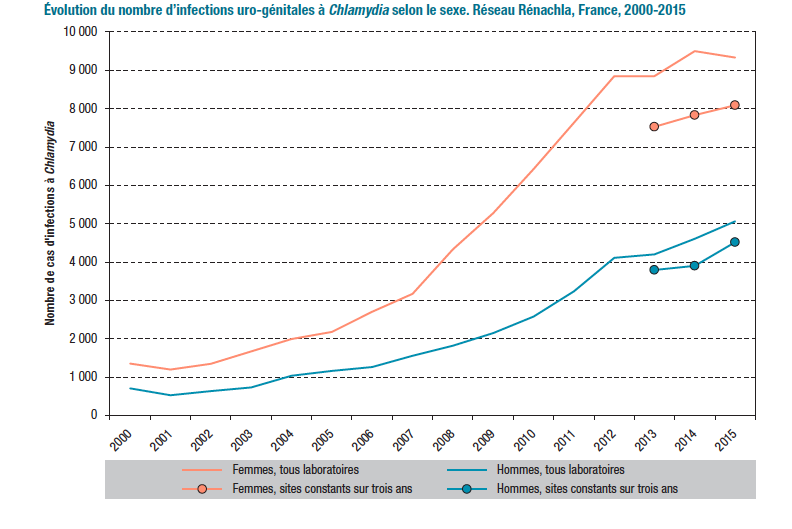 Évolution du nombre d'infections uro-génitales à Chlamydia selon le sexe. Réseau Rénachla, France, 2000-2015
Nombre de cas d'infections à Chlamydia
10 000
9 000
8 000
7 000
6 000
5 000
4 000
3 000
2 000
1 000
0
2000 2001 2002 2003 2004 2005 2006 2007 2008 2009 2010 2011 2012 2013 2014 2015
Femmes, tous laboratoires Hommes, tous laboratoires
Femmes, sites constants sur trois ans Hommes, sites constants sur trois ans